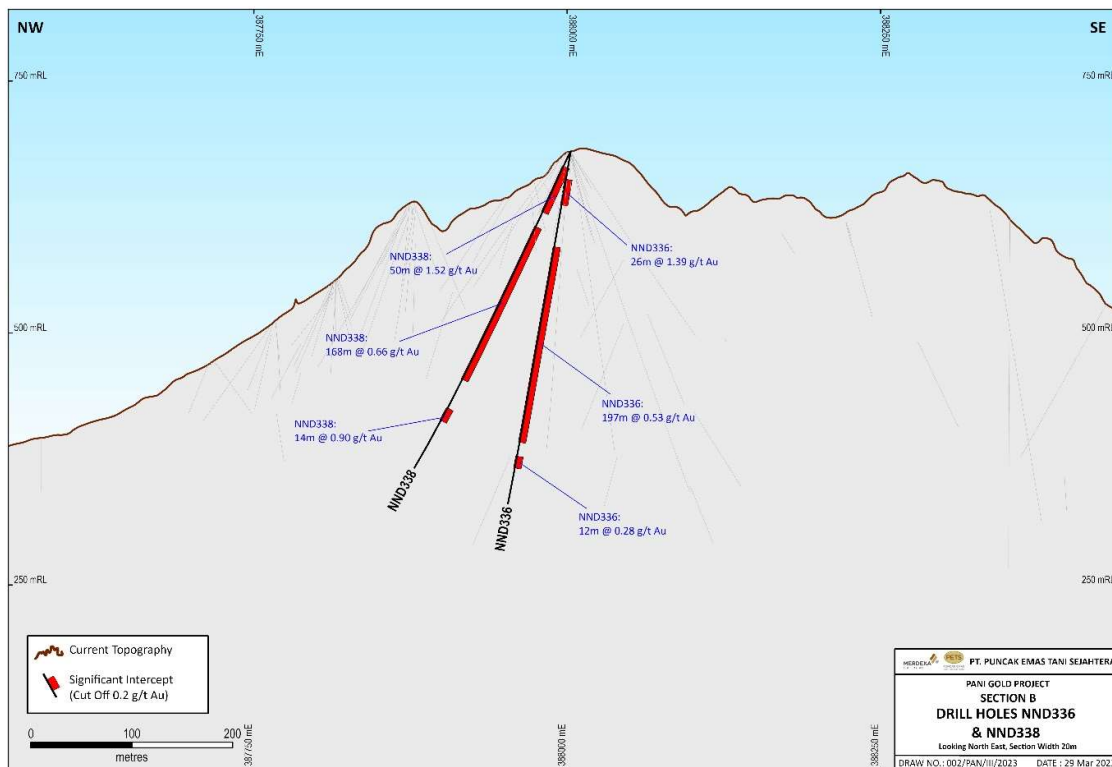 NW
387750 mE
388000 mE
388250 mE
SE
750 mRL
750 mRL
NND338:
50m @ 1.52 g/t Au
NND336:
26m @ 1.39 g/t Au
500 mRL
500 mRL
NND338:
168m @ 0.66 g/t Au
NND336:
197m @ 0.53 g/t Au
NND338:
14m @ 0.90 g/t Au
NND338
NND336
NND336:
12m @ 0.28 g/t Au
250 mRL
250 mRL
Current Topography
Significant Intercept
(Cut Off 0.2 g/t Au)
0 100 200
metres
387750 mE
388000 mE
388250 mE
MERDEKA
PETS
PT. PUNCAK EMAS TANI SEJAHTERA
PANI GOLD PROJECT
SECTION B
DRILL HOLES NND336
& NND338
Looking North East, Section Width 20m
DRAW NO.: 002/PAN/III/2023 DATE : 29 Mar 202